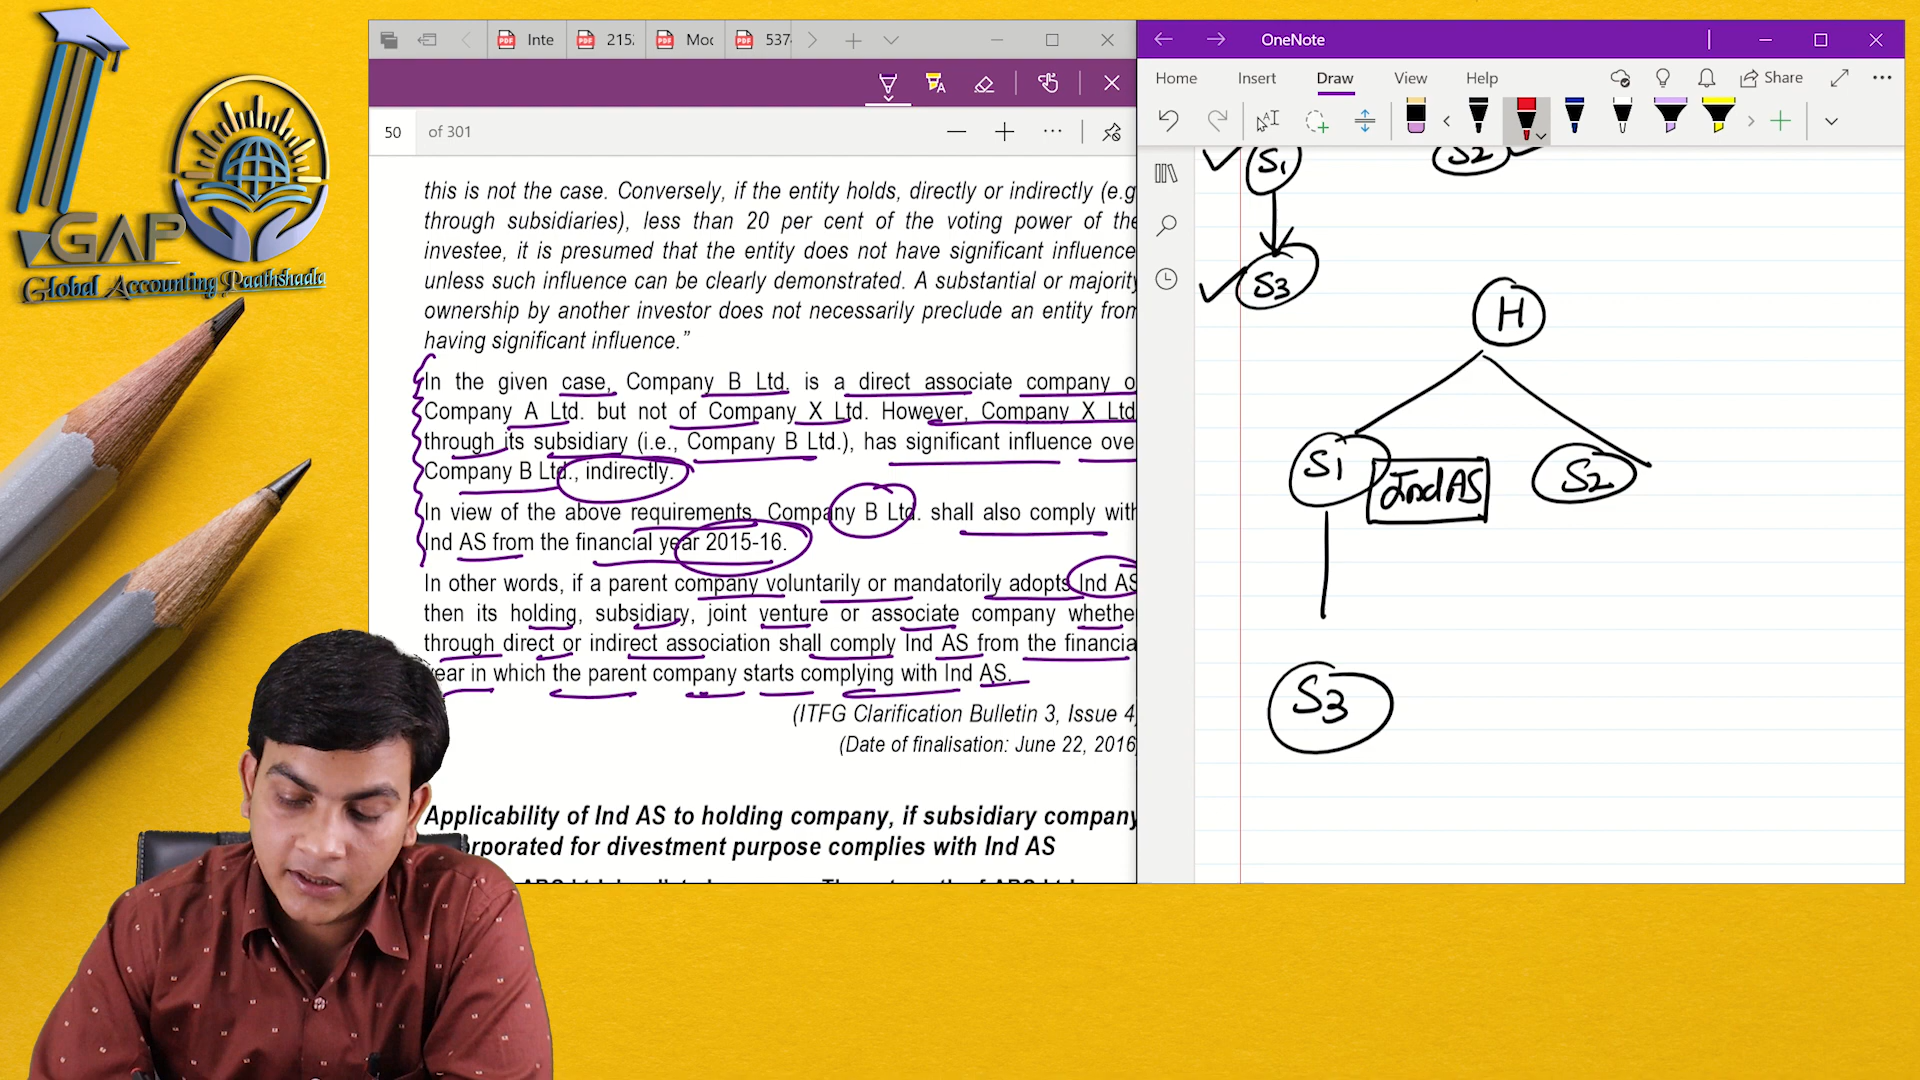 GAP
Global Accounting Paathshaala
Inte
215
Mod
537
50 of 301
this is not the case. Conversely, if the entity holds, directly or indirectly (e.g
through subsidiaries), less than 20 per cent of the voting power of the
investee, it is presumed that the entity does not have significant influence
unless such influence can be clearly demonstrated. A substantial or majority
ownership by another investor does not necessarily preclude an entity from
having significant influence.”
In the given case, Company B Ltd. is a direct associate company o
Company A Ltd. but not of Company X Ltd. However, Company X Ltd
through its subsidiary (i.e., Company B Ltd.), has significant influence ove
Company B Ltd., indirectly.
In view of the above requirements, Company B Ltd. shall also comply with
Ind AS from the financial year 2015-16.
In other words, if a parent company voluntarily or mandatorily adopts Ind AS
then its holding, subsidiary, joint venture or associate company whethe
through direct or indirect association shall comply Ind AS from the financia
year in which the parent company starts complying with Ind AS.
(ITFG Clarification Bulletin 3, Issue 4)
(Date of finalisation: June 22, 2016)
Applicability of Ind AS to holding company, if subsidiary company
orporated for divestment purpose complies with Ind AS
OneNote
Home Insert Draw View Help Share
S1 S2
S3
H
S1 Ind AS S2
S3